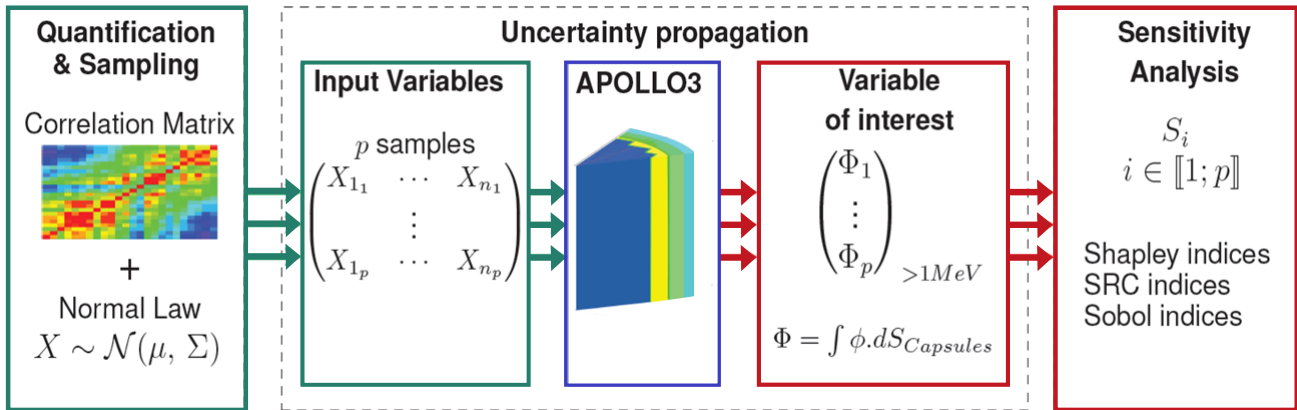 Quantification
& Sampling
Correlation Matrix
+
Normal Law
X ∼ 𝒩(μ, Σ)
Uncertainty propagation
Input Variables
p samples
X_{1_1} ⋯ X_{n_1}
⋮
X_{1_p} ⋯ X_{n_p}
APOLLO3
Variable
of interest
Φ_1
⋮
Φ_p
>1MeV
Φ = ∫ ϕ.dS_{Capsules}
Sensitivity
Analysis
S_i
i ∈ ⟦1; p⟧
Shapley indices
SRC indices
Sobol indices